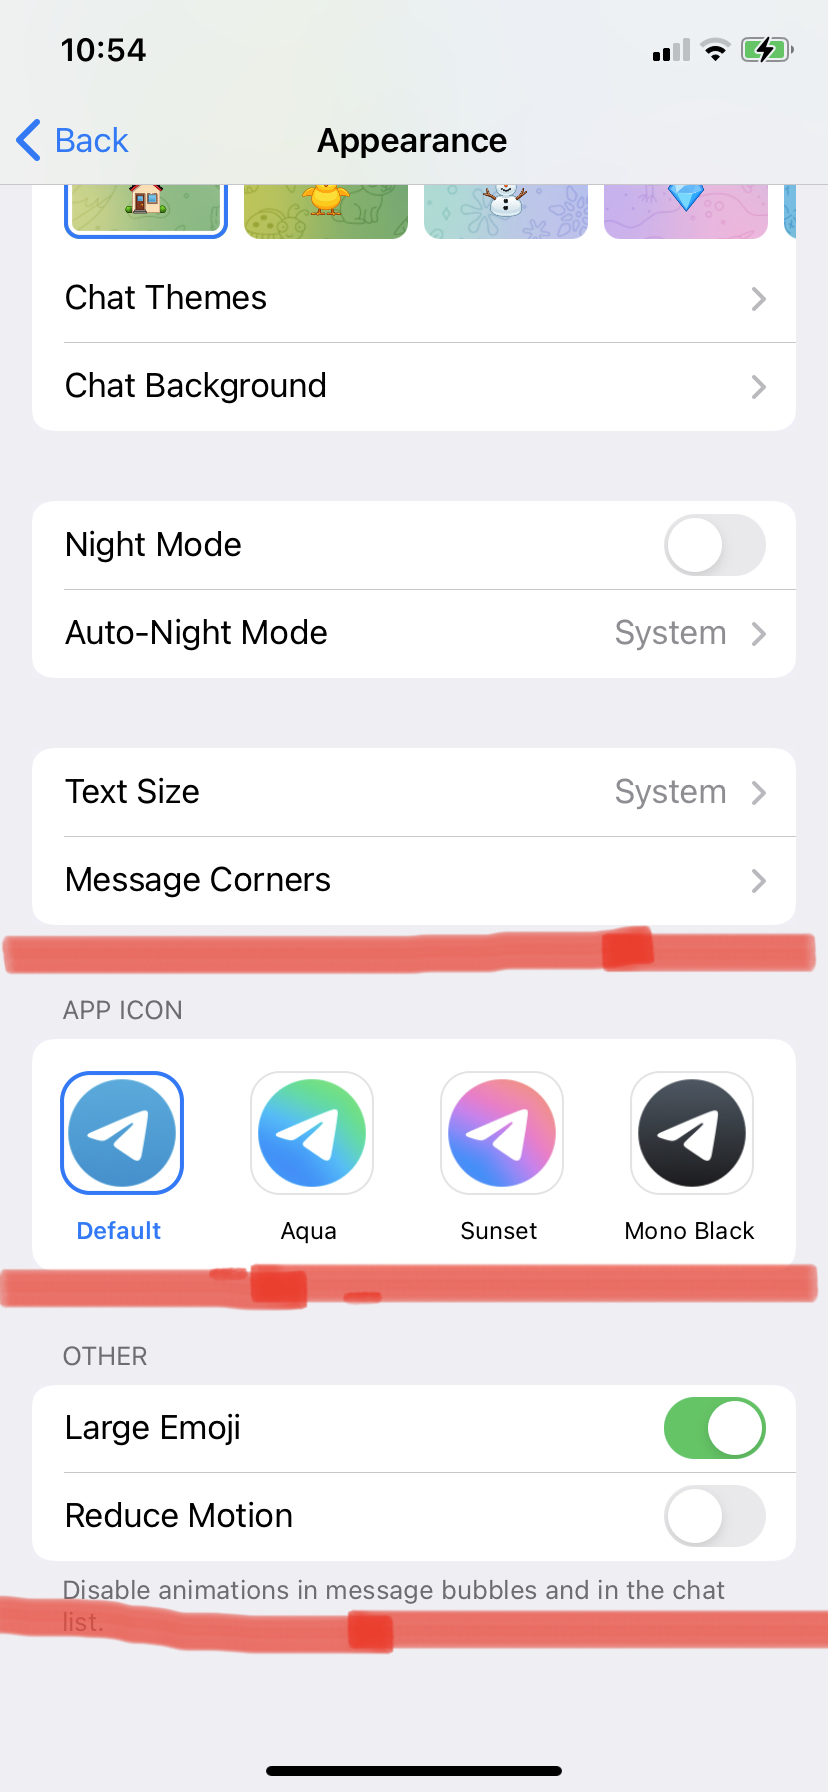 10:54
Back
Appearance
Chat Themes
Chat Background
Night Mode
Auto-Night Mode
System
Text Size
System
Message Corners
APP ICON
Default
Aqua
Sunset
Mono Black
OTHER
Large Emoji
Reduce Motion
Disable animations in message bubbles and in the chat
list.